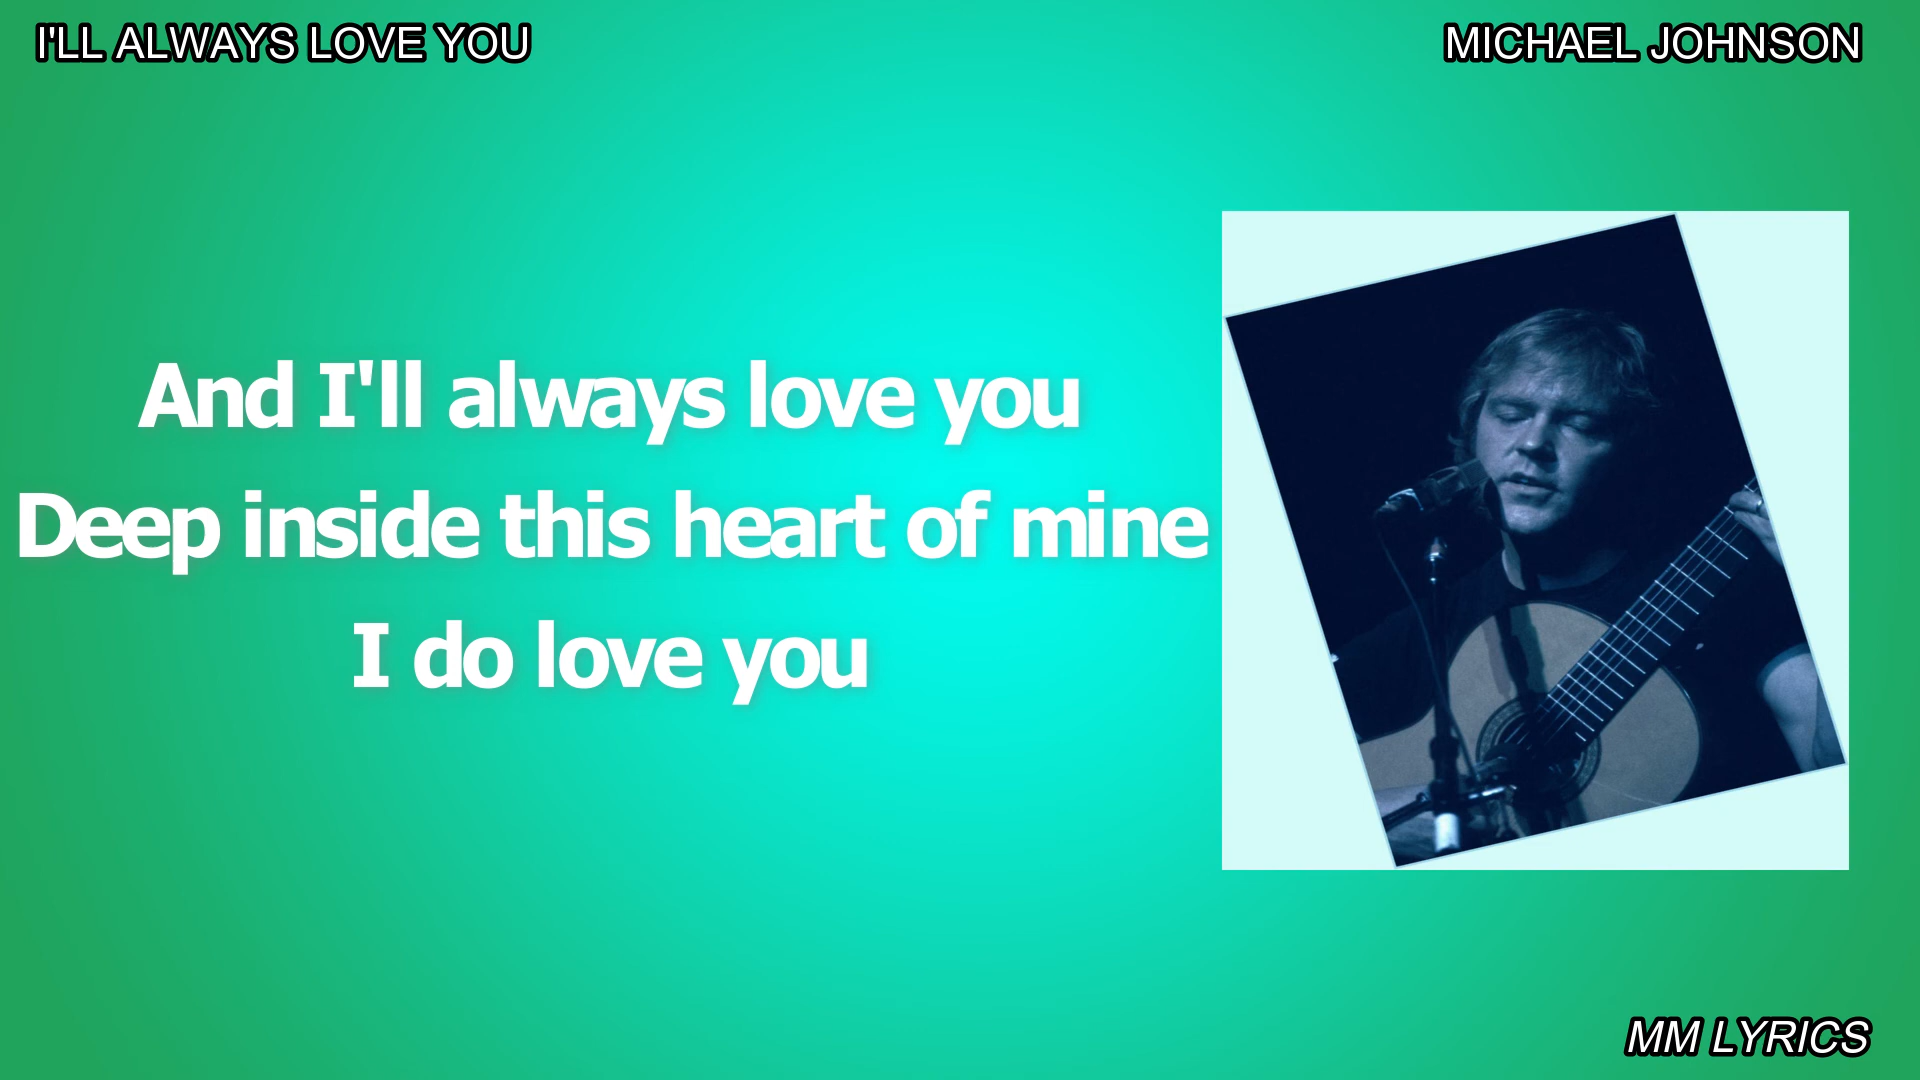 I'LL ALWAYS LOVE YOU
MICHAEL JOHNSON
And I'll always love you
Deep inside this heart of mine
I do love you
MM LYRICS